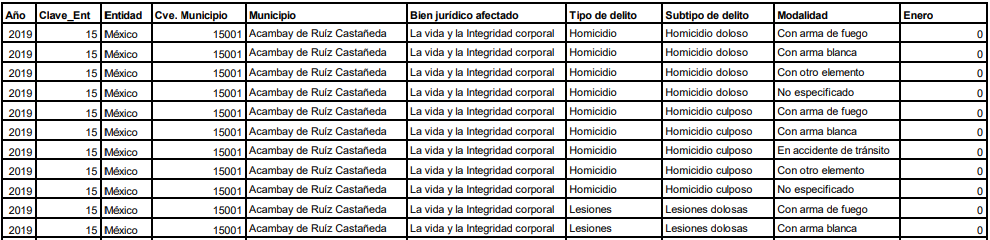 Año Clave_Ent Entidad Cve. Municipio Municipio Bien jurídico afectado Tipo de delito Subtipo de delito Modalidad Enero
2019 15 México 15001 Acambay de Ruíz Castañeda La vida y la Integridad corporal Homicidio Homicidio doloso Con arma de fuego 0
2019 15 México 15001 Acambay de Ruíz Castañeda La vida y la Integridad corporal Homicidio Homicidio doloso Con arma blanca 0
2019 15 México 15001 Acambay de Ruíz Castañeda La vida y la Integridad corporal Homicidio Homicidio doloso Con otro elemento 0
2019 15 México 15001 Acambay de Ruíz Castañeda La vida y la Integridad corporal Homicidio Homicidio doloso No especificado 0
2019 15 México 15001 Acambay de Ruíz Castañeda La vida y la Integridad corporal Homicidio Homicidio culposo Con arma de fuego 0
2019 15 México 15001 Acambay de Ruíz Castañeda La vida y la Integridad corporal Homicidio Homicidio culposo Con arma blanca 0
2019 15 México 15001 Acambay de Ruíz Castañeda La vida y la Integridad corporal Homicidio Homicidio culposo En accidente de tránsito 0
2019 15 México 15001 Acambay de Ruíz Castañeda La vida y la Integridad corporal Homicidio Homicidio culposo Con otro elemento 0
2019 15 México 15001 Acambay de Ruíz Castañeda La vida y la Integridad corporal Homicidio Homicidio culposo No especificado 0
2019 15 México 15001 Acambay de Ruíz Castañeda La vida y la Integridad corporal Lesiones Lesiones dolosas Con arma de fuego 0
2019 15 México 15001 Acambay de Ruíz Castañeda La vida y la Integridad corporal Lesiones Lesiones dolosas Con arma blanca 0